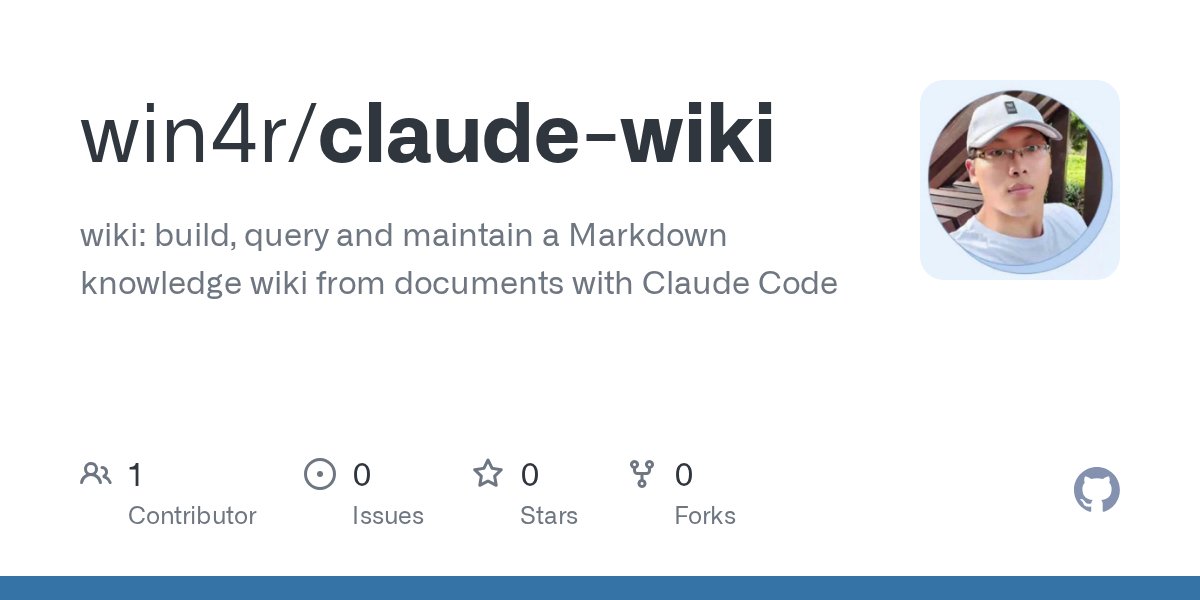 win4r/claude-wiki
wiki: build, query and maintain a Markdown
knowledge wiki from documents with Claude Code
1
Contributor
0
Issues
0
Stars
0
Forks